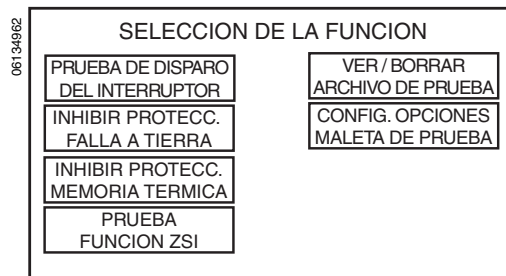 06134962
SELECCION DE LA FUNCION
PRUEBA DE DISPARO
DEL INTERRUPTOR
INHIBIR PROTECC.
FALLA A TIERRA
INHIBIR PROTECC.
MEMORIA TERMICA
PRUEBA
FUNCION ZSI
VER / BORRAR
ARCHIVO DE PRUEBA
CONFIG. OPCIONES
MALETA DE PRUEBA